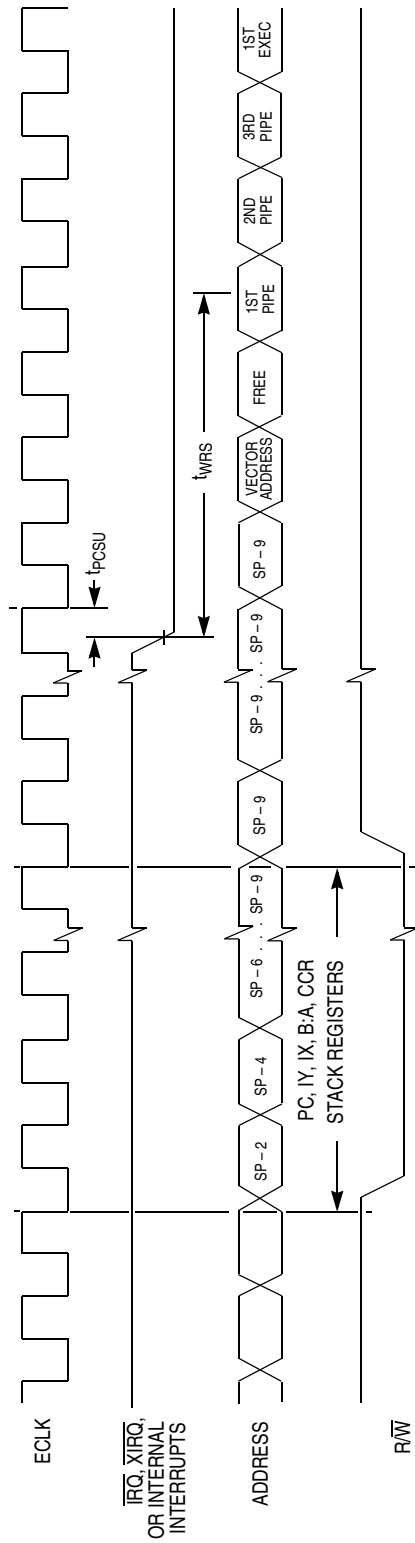 ECLK
tPCSU
IRQ, XIRQ,
OR INTERNAL
INTERRUPTS
tWRS
ADDRESS
SP – 2
SP – 4
SP – 6 . . . SP – 9
SP – 9
SP – 9 . . . SP – 9
SP – 9
VECTOR
ADDRESS
FREE
1ST
PIPE
2ND
PIPE
3RD
PIPE
1ST
EXEC
PC, IY, IX, B:A, CCR
STACK REGISTERS
R/W